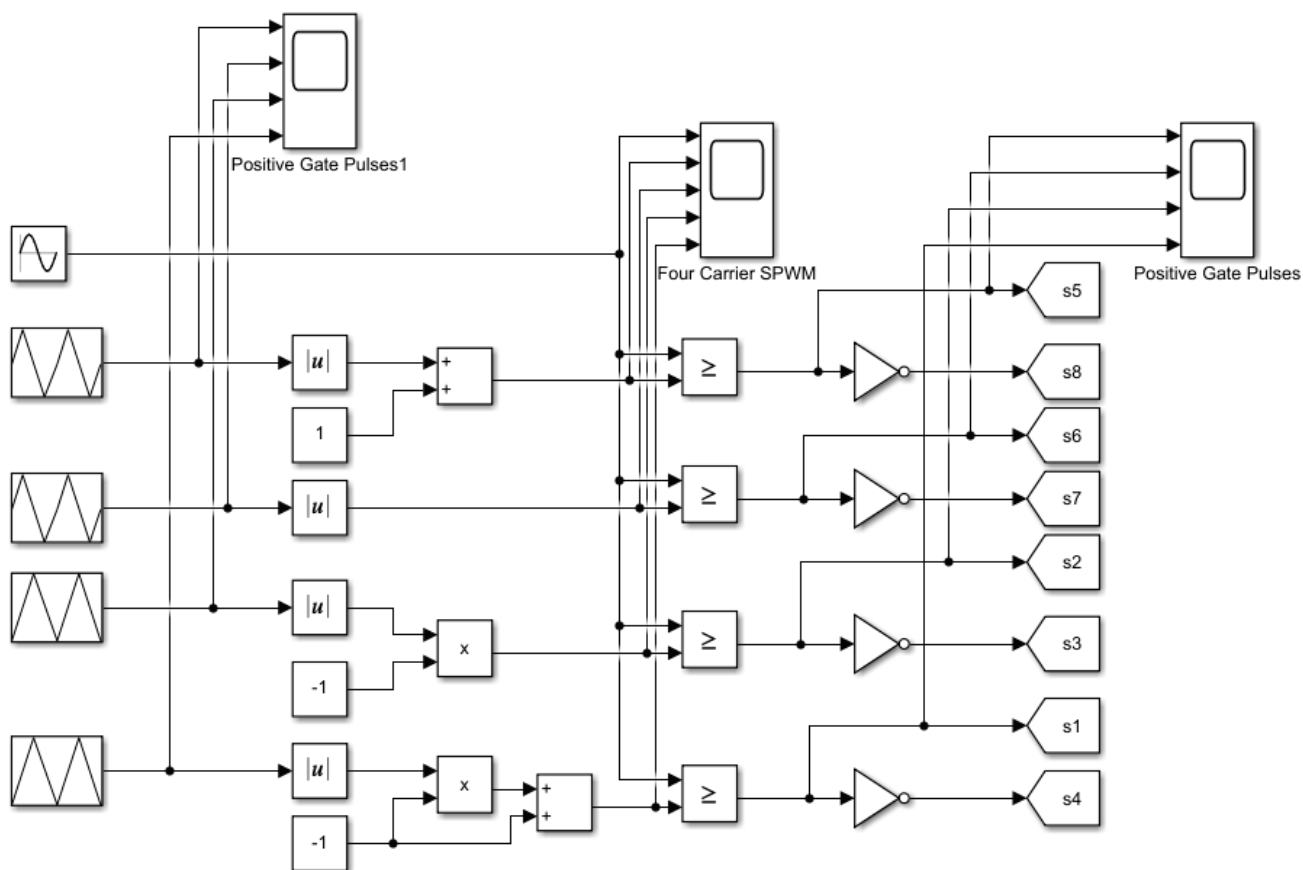 Positive Gate Pulses1
Four Carrier SPWM
Positive Gate Pulses
s5
|u|
+
+
≥
s8
1
s6
|u|
≥
s7
s2
|u|
x
≥
s3
-1
s1
|u|
x
+
+
≥
s4
-1